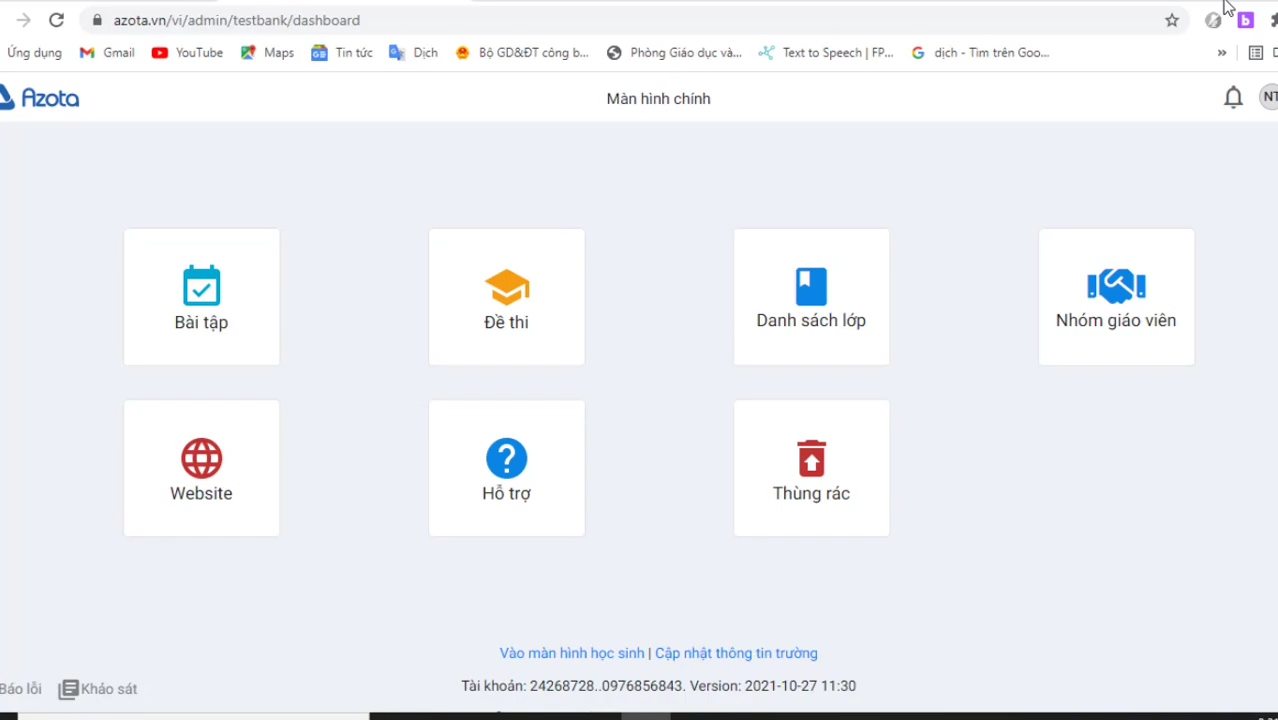 azota.vn/vi/admin/testbank/dashboard
Ứng dụng Gmail YouTube Maps Tin tức Dịch Bộ GD&ĐT công b... Phòng Giáo dục và... Text to Speech | FP... dịch - Tìm trên Goo... »
Azota Màn hình chính NT
Bài tập Đề thi Danh sách lớp Nhóm giáo viên
Website Hỗ trợ Thùng rác
Vào màn hình học sinh | Cập nhật thông tin trường
Báo lỗi Khảo sát Tài khoản: 24268728..0976856843. Version: 2021-10-27 11:30